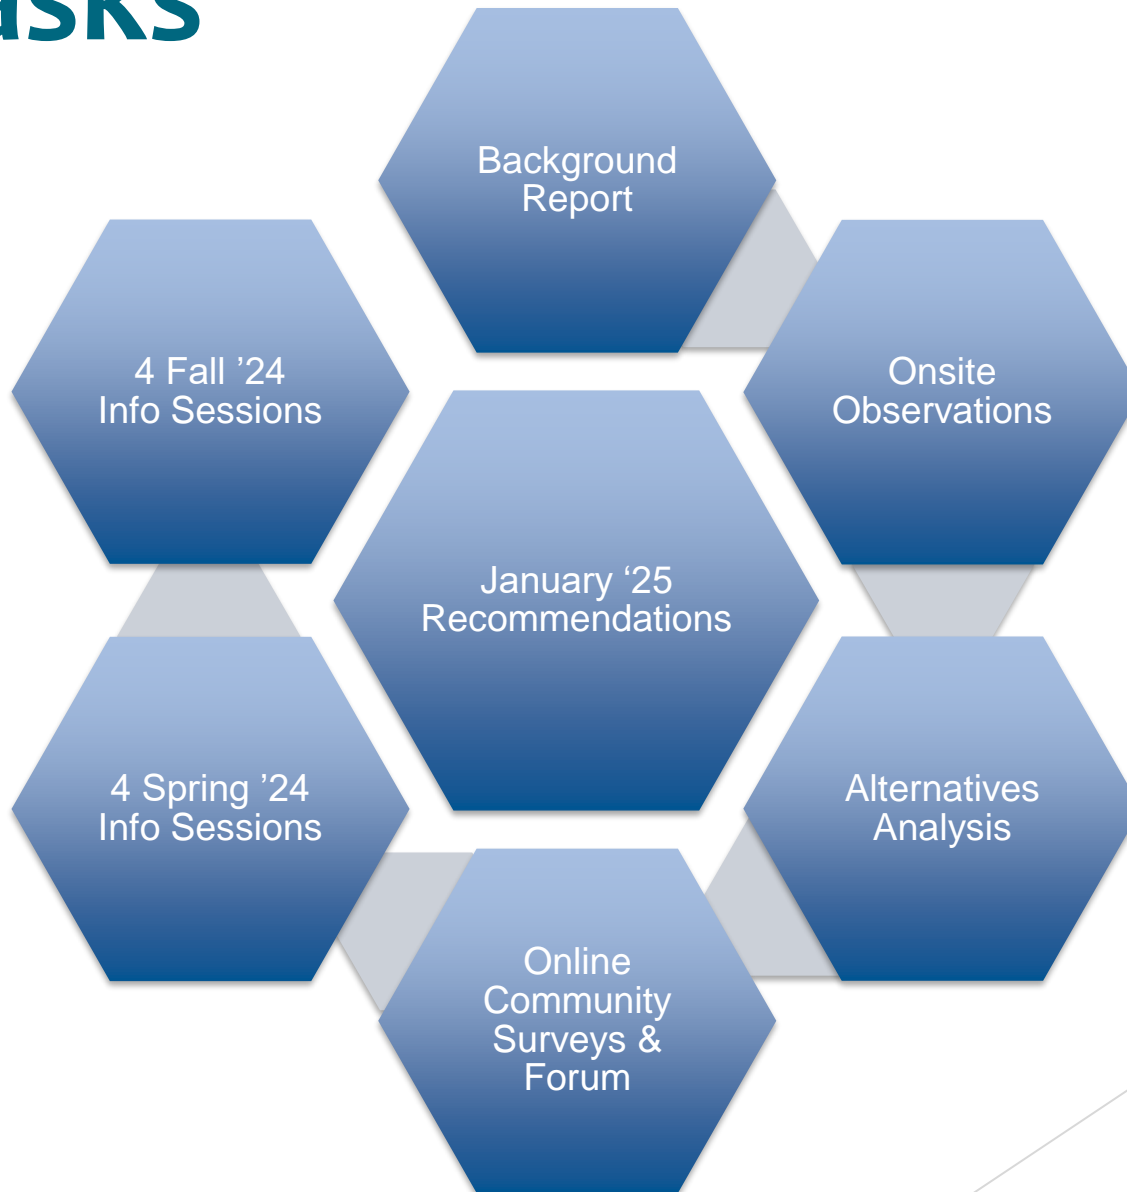 Background
Report
Onsite
Observations
Alternatives
Analysis
Online
Community
Surveys &
Forum
4 Spring ’24
Info Sessions
4 Fall ’24
Info Sessions
January ‘25
Recommendations